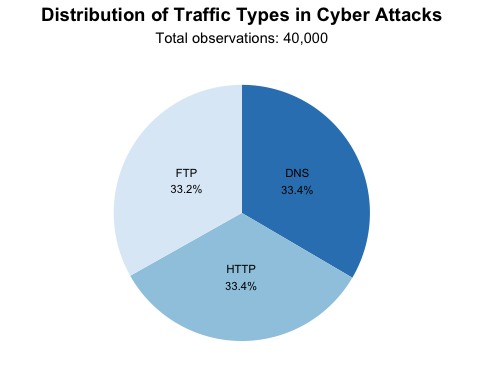 Distribution of Traffic Types in Cyber Attacks
Total observations: 40,000
FTP
33.2%
DNS
33.4%
HTTP
33.4%